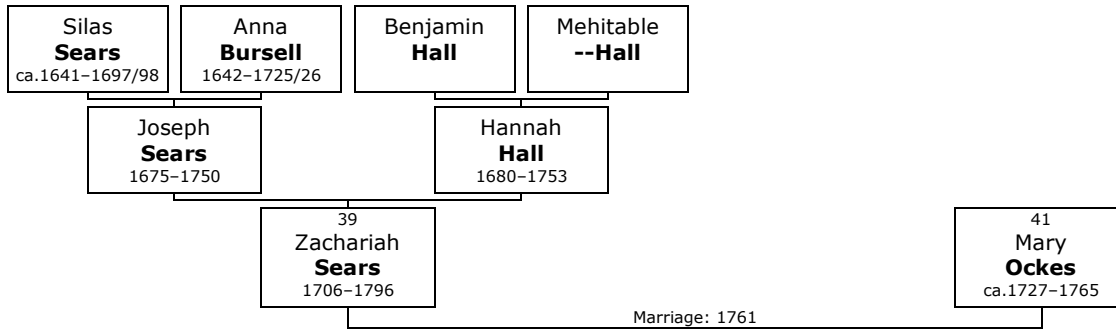 Silas
Sears
ca.1641–1697/98
Anna
Bursell
1642–1725/26
Benjamin
Hall
Mehitable
--Hall
Joseph
Sears
1675–1750
Hannah
Hall
1680–1753
39
Zachariah
Sears
1706–1796
41
Mary
Ockes
ca.1727–1765
Marriage: 1761